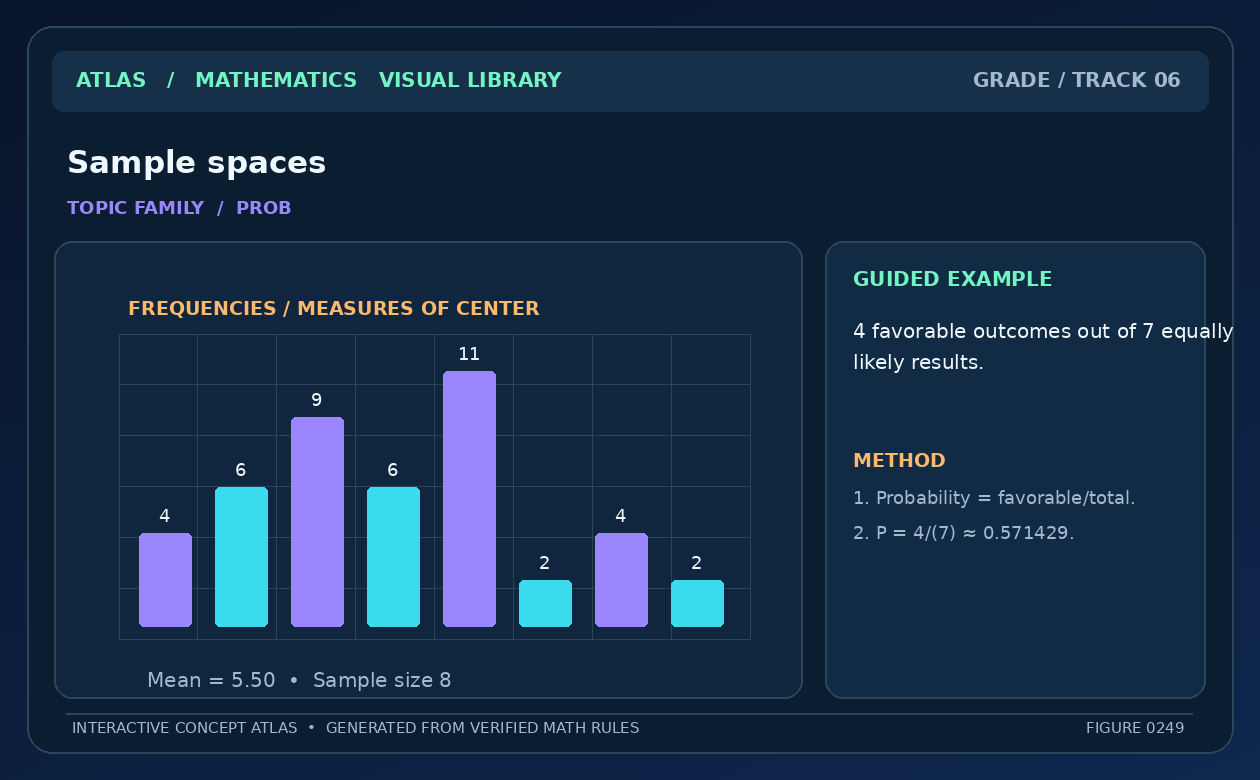 ATLAS / MATHEMATICS VISUAL LIBRARY
GRADE / TRACK 06
Sample spaces
TOPIC FAMILY / PROB
FREQUENCIES / MEASURES OF CENTER
4
6
9
6
11
2
4
2
Mean = 5.50 • Sample size 8
GUIDED EXAMPLE
4 favorable outcomes out of 7 equally
likely results.
METHOD
1. Probability = favorable/total.
2. P = 4/(7) ≈ 0.571429.
INTERACTIVE CONCEPT ATLAS • GENERATED FROM VERIFIED MATH RULES
FIGURE 0249